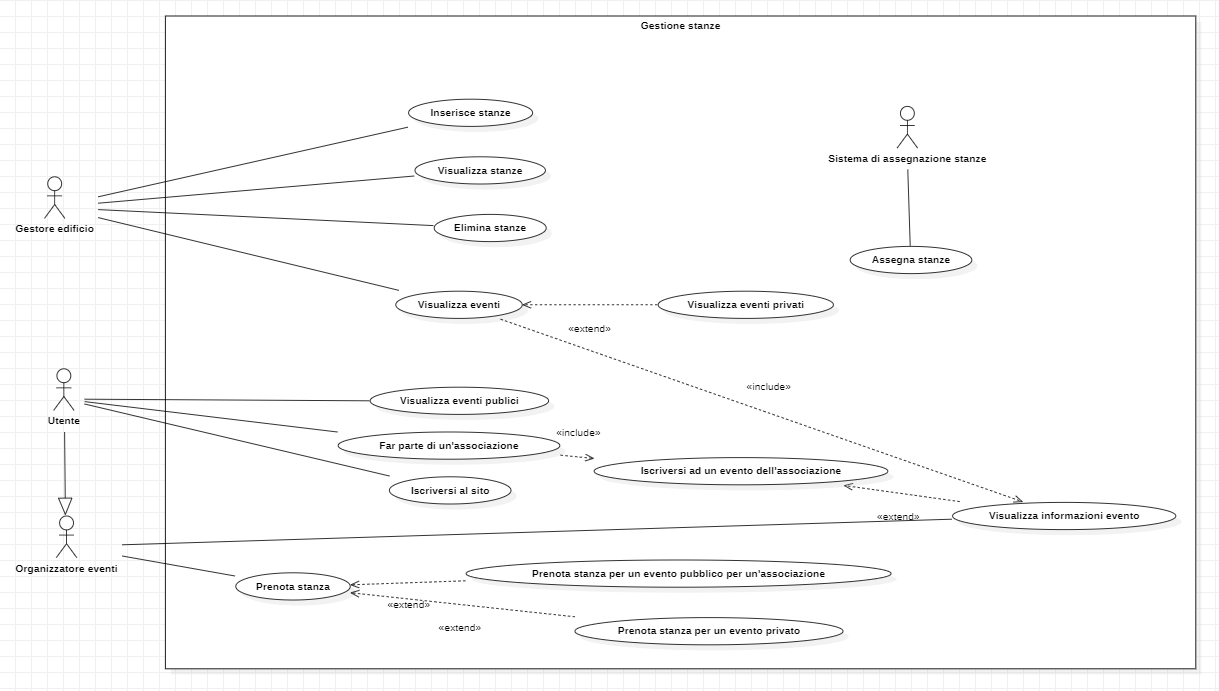 Gestione stanze
Inserisce stanze
Sistema di assegnazione stanze
Visualizza stanze
Gestore edificio
Elimina stanze
Assegna stanze
Visualizza eventi
Visualizza eventi privati
«extend»
«include»
Utente
Visualizza eventi publici
«include»
Far parte di un'associazione
Iscriversi ad un evento dell'associazione
Iscriversi al sito
«extend»
Visualizza informazioni evento
Organizzatore eventi
Prenota stanza
Prenota stanza per un evento pubblico per un'associazione
«extend»
«extend»
Prenota stanza per un evento privato